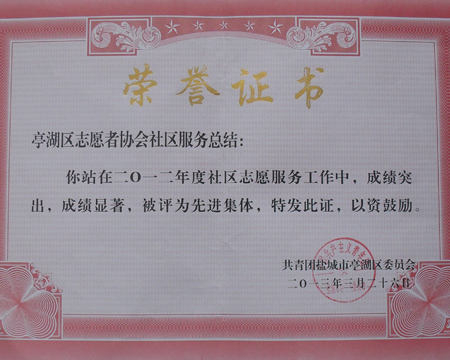 荣誉证书
亭湖区志愿者协会社区服务总结：
你站在二〇一二年度社区志愿服务工作中，成绩突
出，成绩显著，被评为先进集体，特发此证，以资鼓励。
共青团盐城市亭湖区委员会
二〇一三年三月二十六日